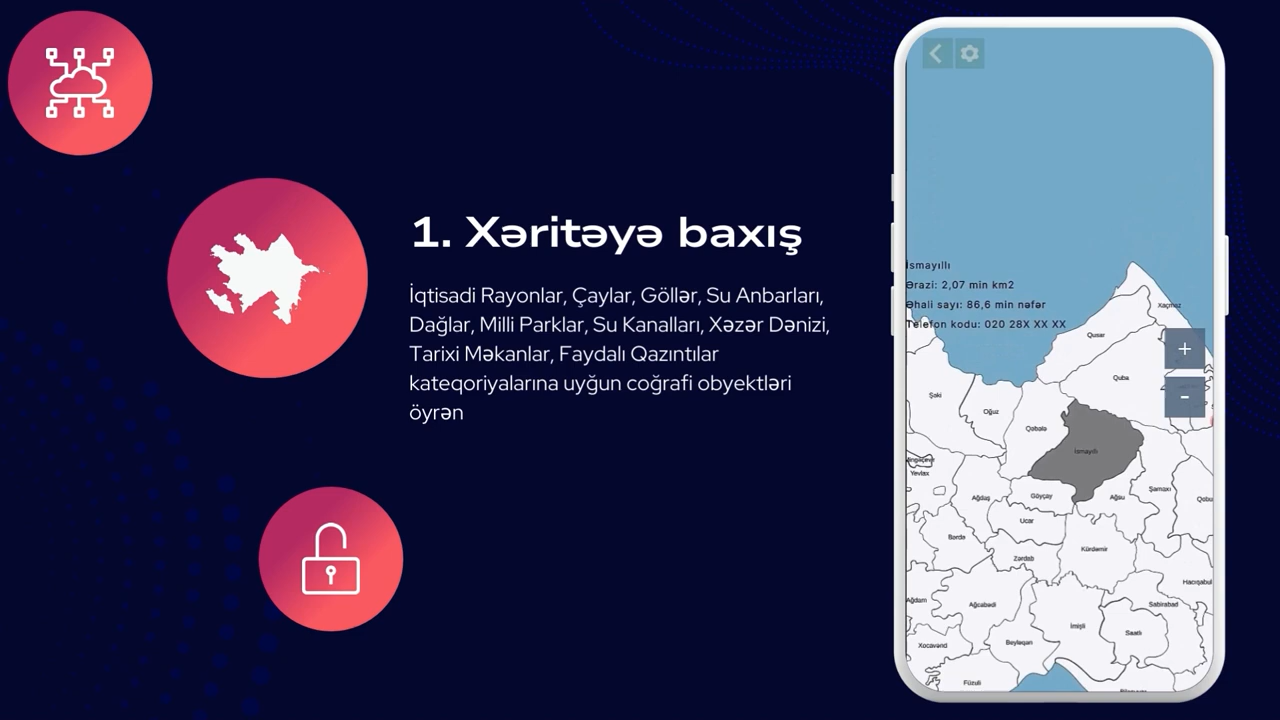 1. Xəritəyə baxış
İqtisadi Rayonlar, Çaylar, Göllər, Su Anbarları,
Dağlar, Milli Parklar, Su Kanalları, Xəzər Dənizi,
Tarixi Məkanlar, Faydalı Qazıntılar
kateqoriyalarına uyğun coğrafi obyektləri
öyrən
İsmayıllı
Ərazi: 2,07 min km2
Əhali sayı: 86,6 min nəfər
Telefon kodu: 020 28X XX XX
Xaçmaz
Qusar
+
Quba
-
Şəki
Oğuz
Qəbələ
İsmayıllı
Mingəçevir
Yevlax
Ağdaş
Göyçay
Ağsu
Şamaxı
Qobu
Ucar
Bərdə
Zərdab
Kürdəmir
Hacıqabul
Ağdam
Ağcabədi
Sabirabad
İmişli
Saatlı
Xocavənd
Beyləqan
Füzuli